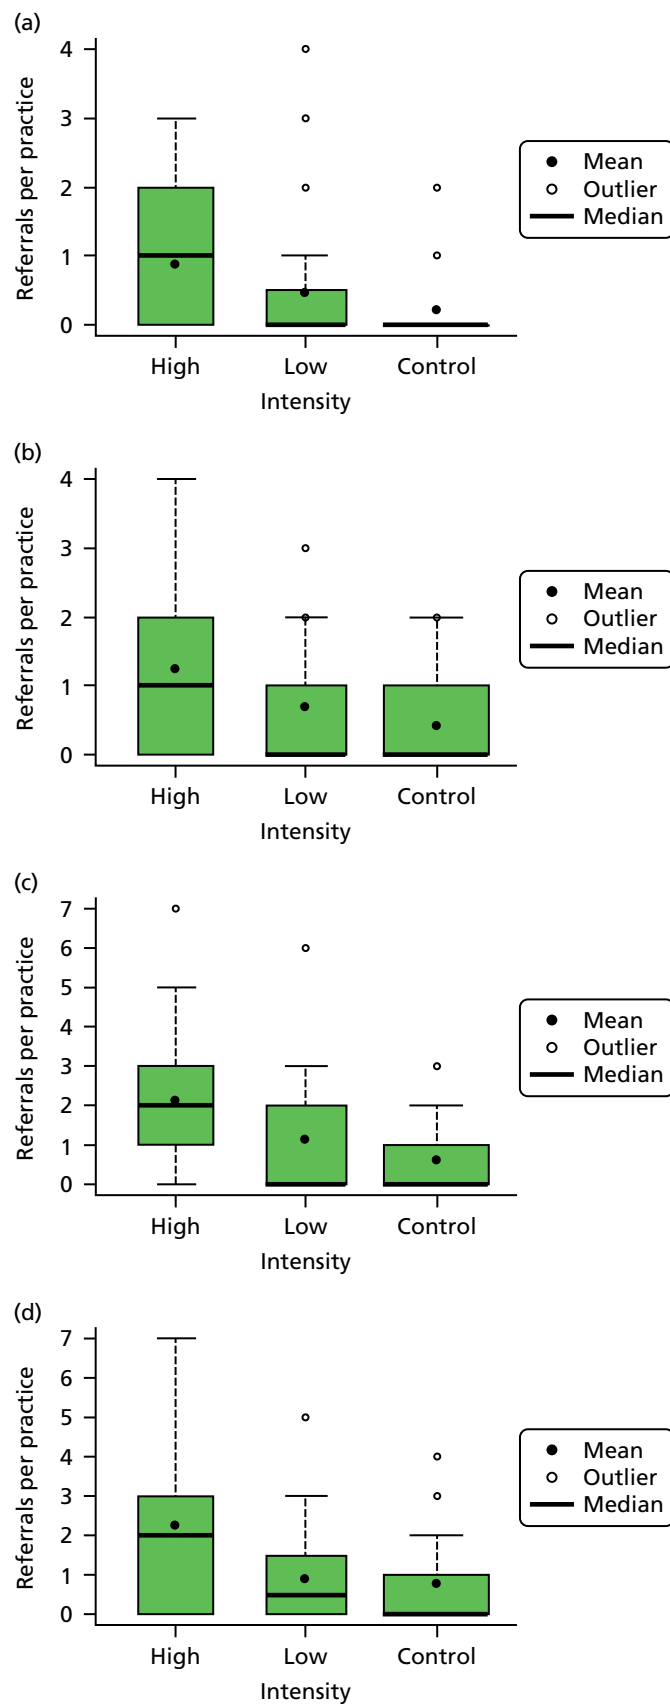 (a)
Referrals per practice
4
3
2
1
0
High Low Control
Intensity
Mean
Outlier
Median
(b)
Referrals per practice
4
3
2
1
0
High Low Control
Intensity
Mean
Outlier
Median
(c)
Referrals per practice
7
6
5
4
3
2
1
0
High Low Control
Intensity
Mean
Outlier
Median
(d)
Referrals per practice
7
6
5
4
3
2
1
0
High Low Control
Intensity
Mean
Outlier
Median